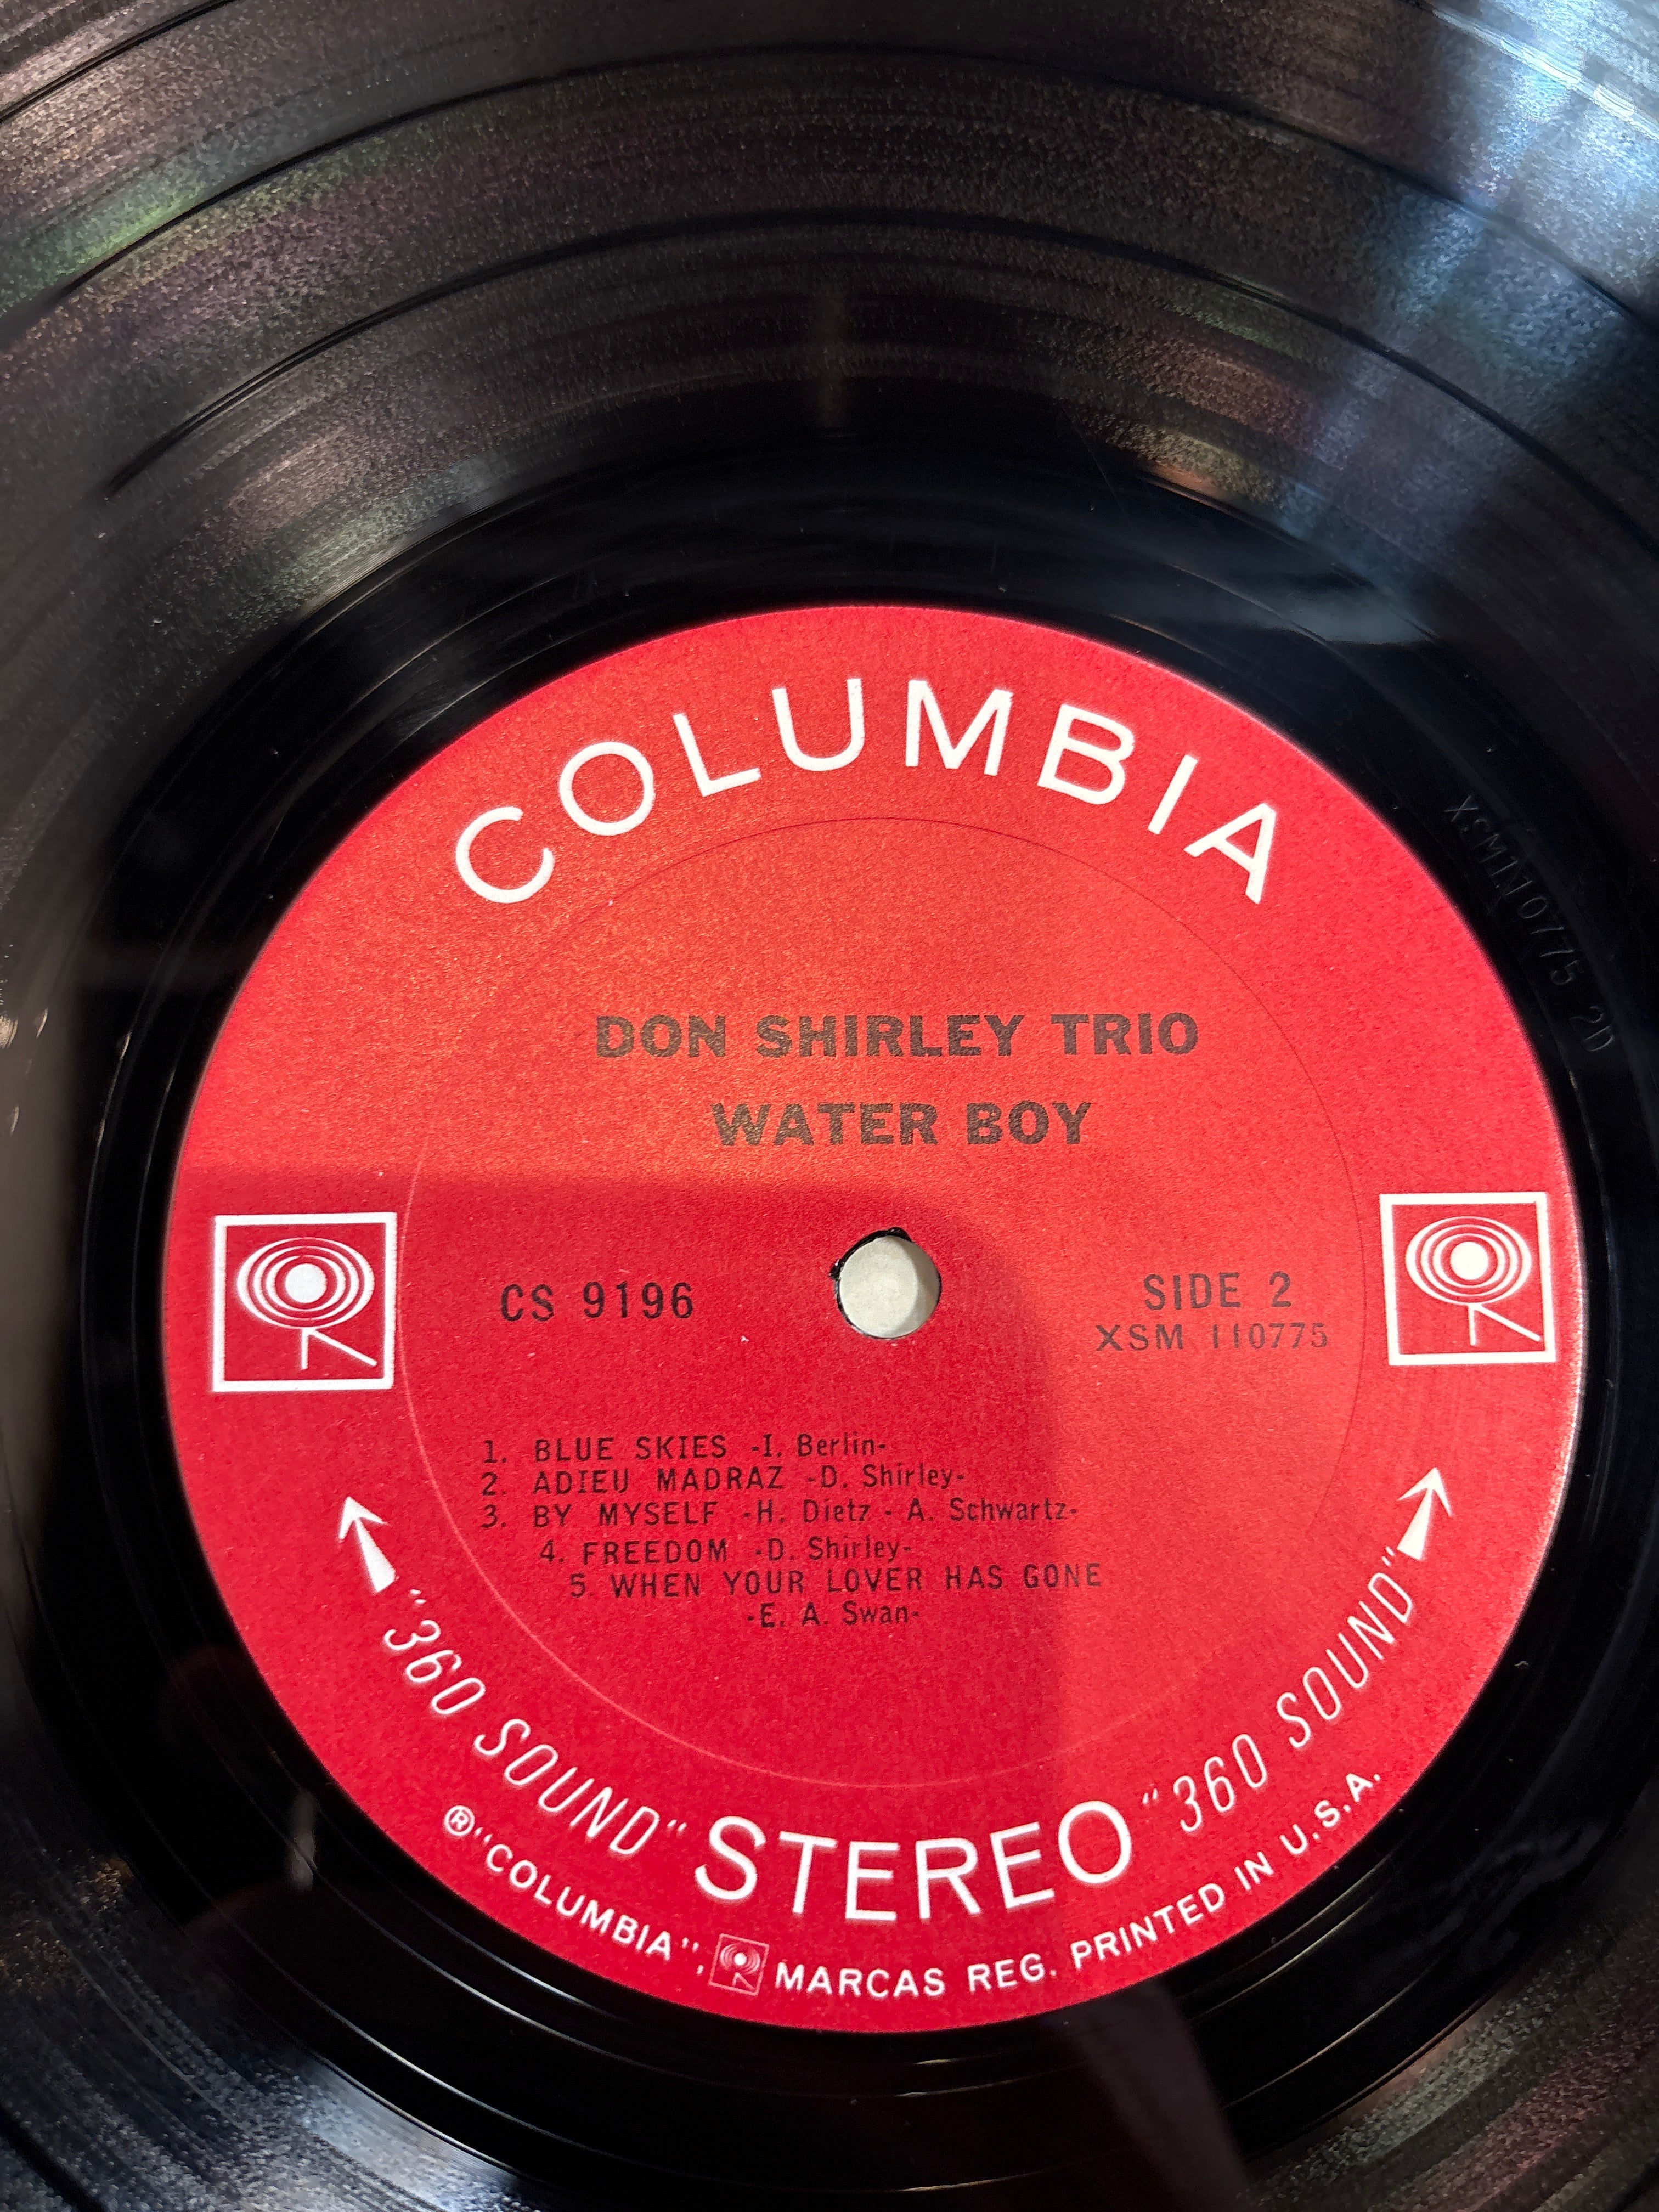 COLUMBIA
DON SHIRLEY TRIO
WATER BOY
CS 9196
SIDE 2
XSM 110775
1. BLUE SKIES -I. Berlin-
2. ADIEU MADRAZ -D. Shirley-
3. BY MYSELF -H. Dietz - A. Schwartz-
4. FREEDOM -D. Shirley-
5. WHEN YOUR LOVER HAS GONE
-E. A. Swan-
"360 SOUND" STEREO "360 SOUND"
®"COLUMBIA", MARCAS REG. PRINTED IN U.S.A.
XSM110775 2D